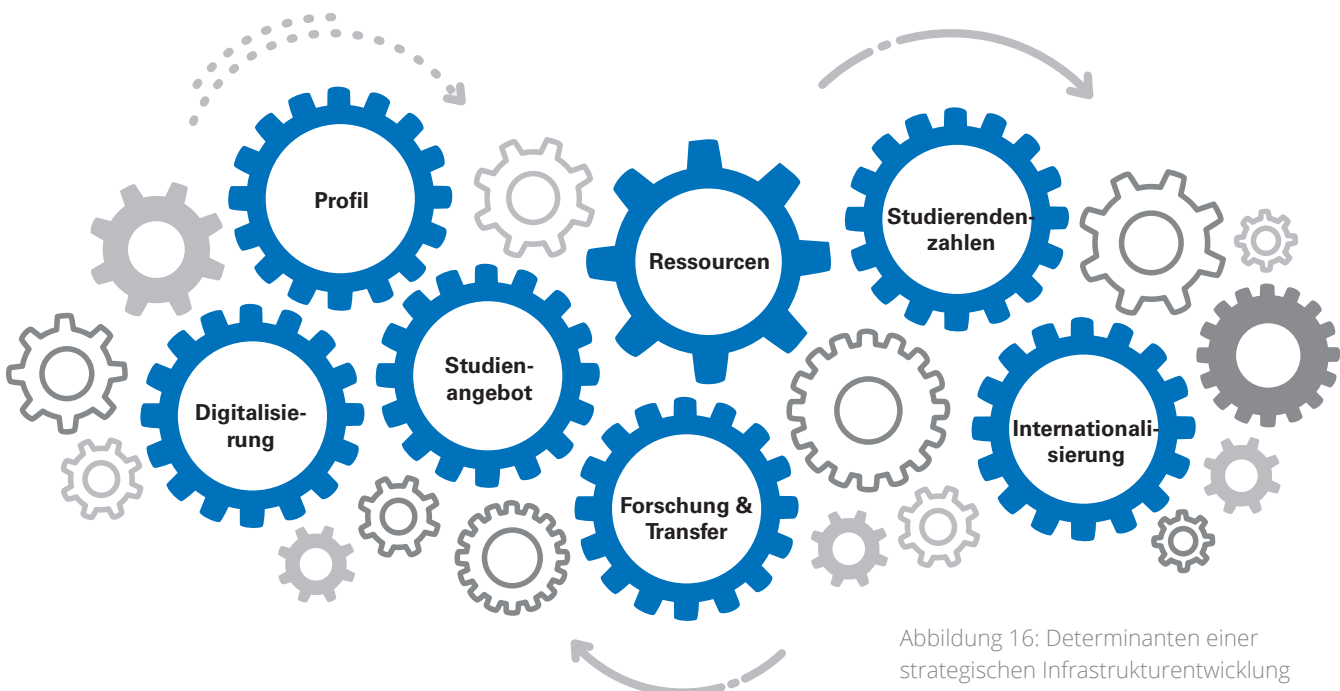 Profil
Ressourcen
Studierenden-
zahlen
Studien-
angebot
Digitalisie-
rung
Internationali-
sierung
Forschung &
Transfer
Abbildung 16: Determinanten einer
strategischen Infrastrukturentwicklung